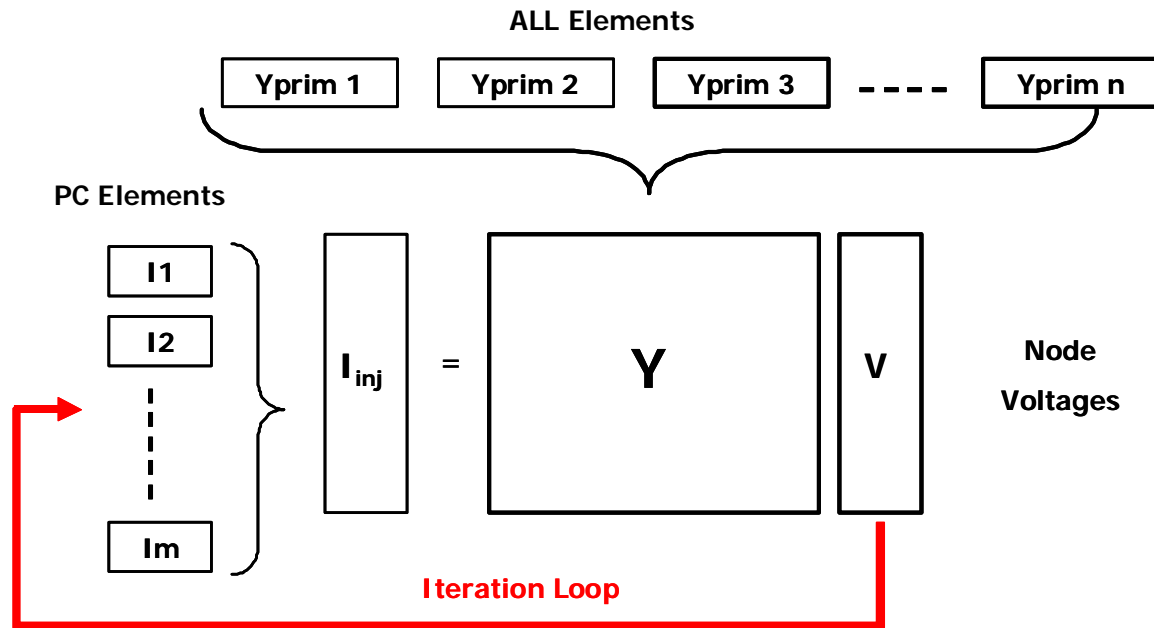 ALL Elements
Yprim 1 Yprim 2 Yprim 3 Yprim n
PC Elements
I1
I2
Im
Iinj = Y V
Node
Voltages
Iteration Loop